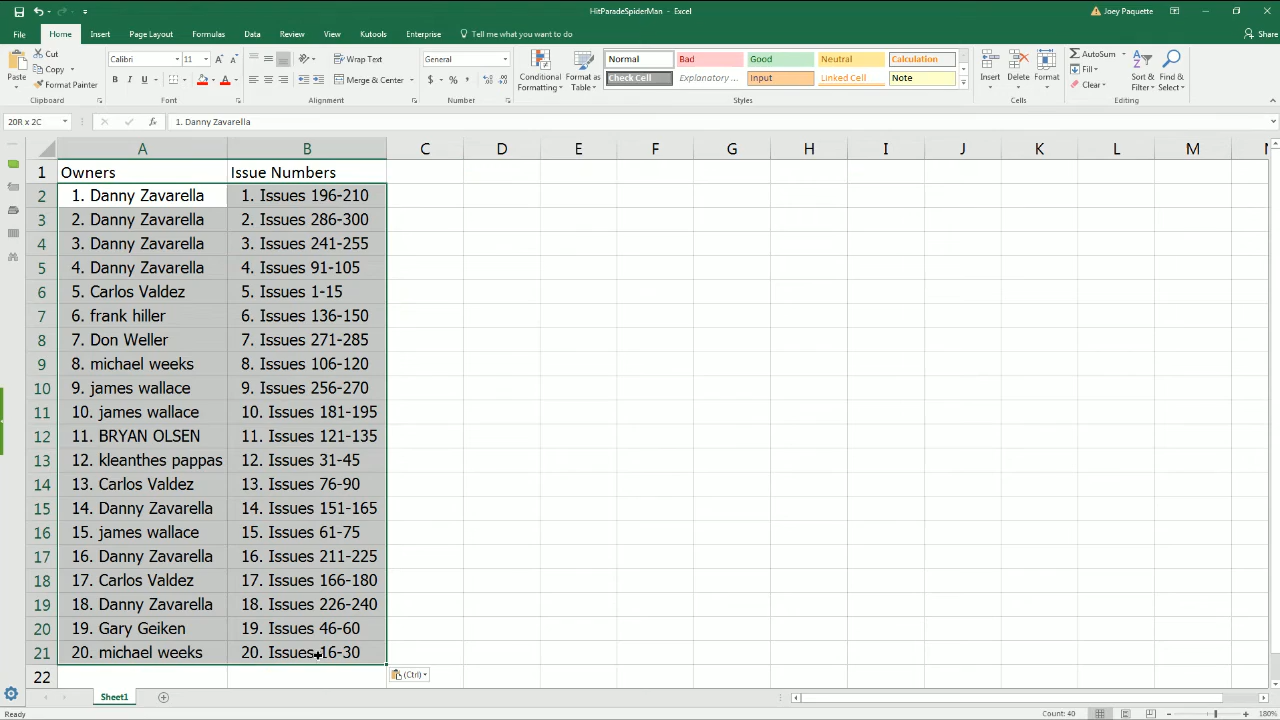 HitParadeSpiderMan - Excel
Joey Paquette
File Home Insert Page Layout Formulas Data Review View Kutools Enterprise Tell me what you want to do
Share
Paste
Cut
Copy
Format Painter
Clipboard
Calibri 11
B I U
Font
Wrap Text
Merge & Center
Alignment
General
$ % ,
Number
Conditional Formatting
Format as Table
Normal Bad Good Neutral Calculation
Check Cell Explanatory ... Input Linked Cell Note
Styles
Insert Delete Format
Cells
AutoSum
Fill
Clear
Sort & Filter
Find & Select
Editing
20R x 2C
fx
1. Danny Zavarella
A B C D E F G H I J K L M
1 Owners Issue Numbers
2 1. Danny Zavarella 1. Issues 196-210
3 2. Danny Zavarella 2. Issues 286-300
4 3. Danny Zavarella 3. Issues 241-255
5 4. Danny Zavarella 4. Issues 91-105
6 5. Carlos Valdez 5. Issues 1-15
7 6. frank hiller 6. Issues 136-150
8 7. Don Weller 7. Issues 271-285
9 8. michael weeks 8. Issues 106-120
10 9. james wallace 9. Issues 256-270
11 10. james wallace 10. Issues 181-195
12 11. BRYAN OLSEN 11. Issues 121-135
13 12. kleanthes pappas 12. Issues 31-45
14 13. Carlos Valdez 13. Issues 76-90
15 14. Danny Zavarella 14. Issues 151-165
16 15. james wallace 15. Issues 61-75
17 16. Danny Zavarella 16. Issues 211-225
18 17. Carlos Valdez 17. Issues 166-180
19 18. Danny Zavarella 18. Issues 226-240
20 19. Gary Geiken 19. Issues 46-60
21 20. michael weeks 20. Issues 16-30
22
(Ctrl)
Sheet1
Ready
Count: 40
180%